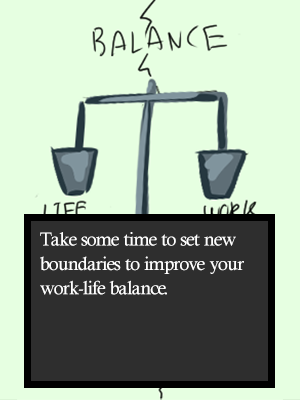 BALANCE
LIFE WORK
Take some time to set new
boundaries to improve your
work-life balance.